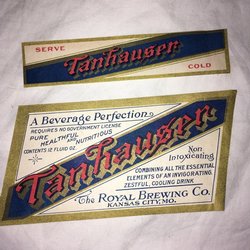 SERVE
Tanhauser
COLD
A Beverage Perfection
REQUIRES NO GOVERNMENT LICENSE
PURE HEALTHFUL AND NUTRITIOUS
CONTENTS 12 FLUID OZ.
Tanhauser
Non
Intoxicating
COMBINING ALL THE ESSENTIAL
ELEMENTS OF AN INVIGORATING
ZESTFUL, COOLING DRINK
The ROYAL BREWING CO.
KANSAS CITY, MO.